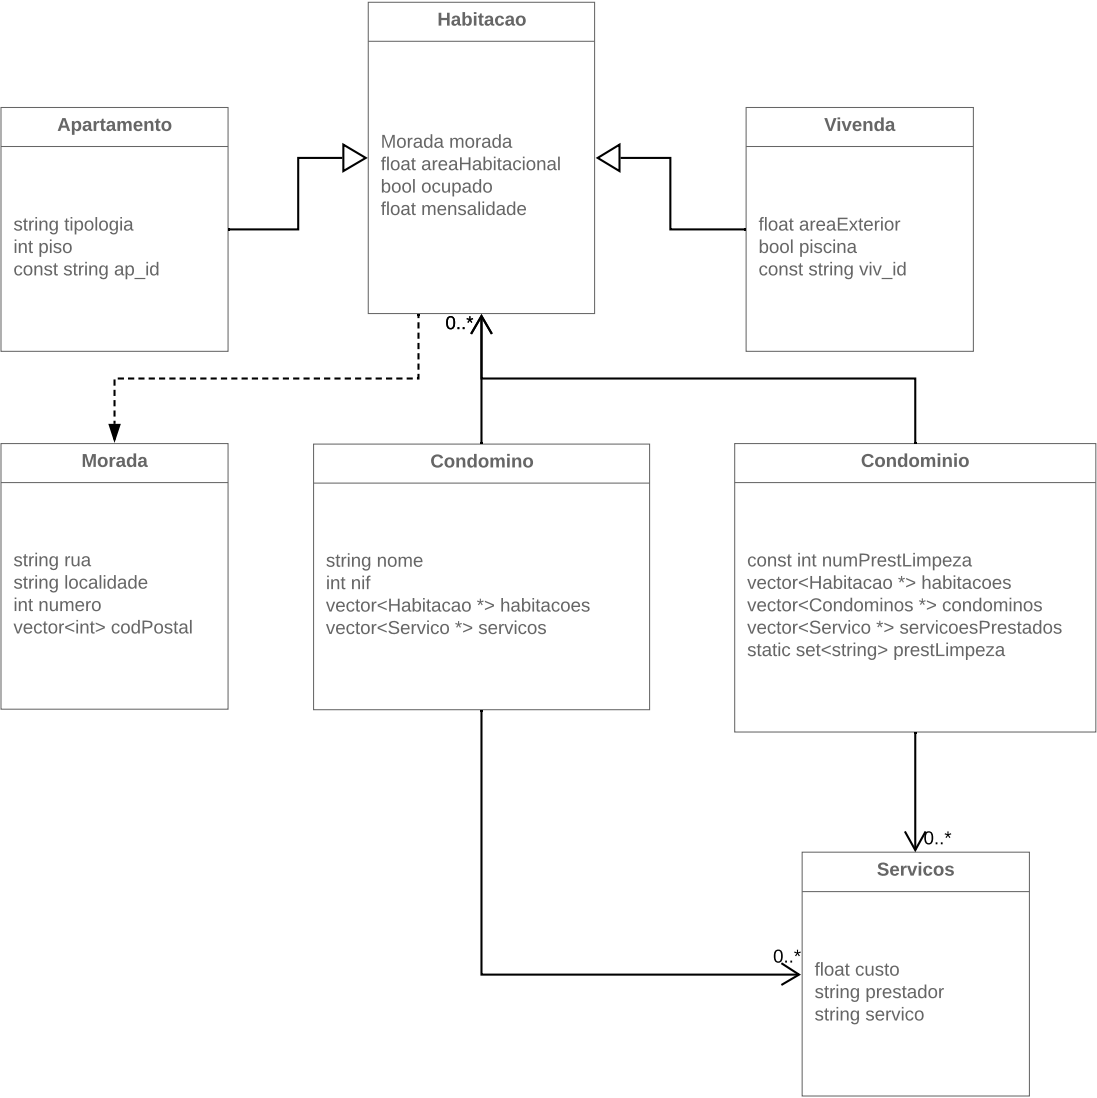 Habitacao
Morada morada
float areaHabitacional
bool ocupado
float mensalidade
Apartamento
string tipologia
int piso
const string ap_id
Vivenda
float areaExterior
bool piscina
const string viv_id
0..*
Morada
string rua
string localidade
int numero
vector<int> codPostal
Condomino
string nome
int nif
vector<Habitacao *> habitacoes
vector<Servico *> servicos
Condominio
const int numPrestLimpeza
vector<Habitacao *> habitacoes
vector<Condominos *> condominos
vector<Servico *> servicoesPrestados
static set<string> prestLimpeza
0..*
Servicos
0..*
float custo
string prestador
string servico